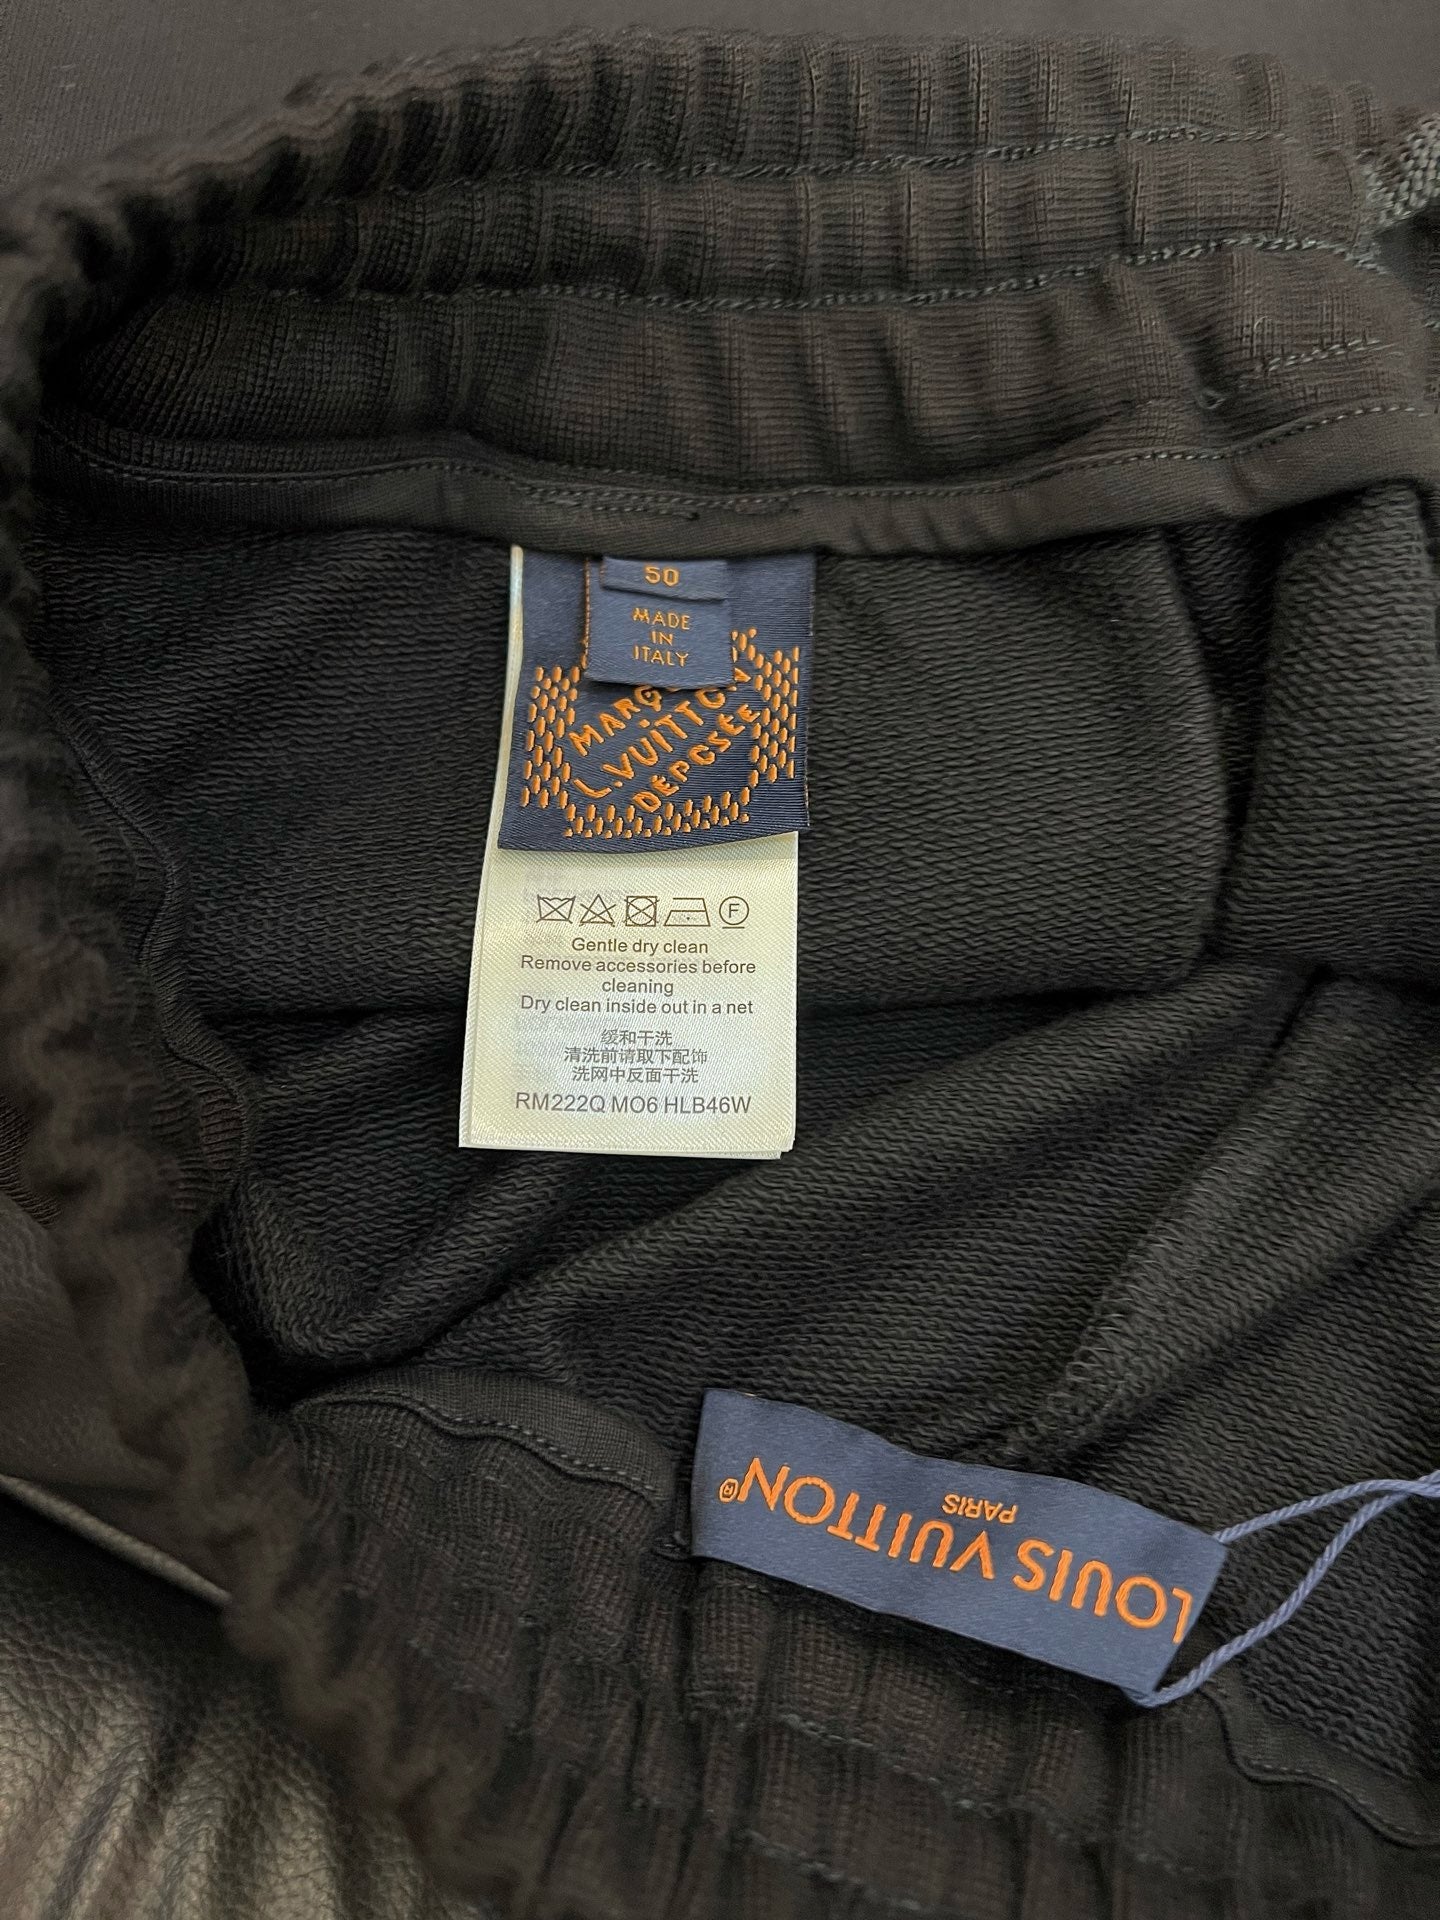 50
MADE
IN
ITALY
L.VUITTON
DÉPOSÉE
Gentle dry clean
Remove accessories before
cleaning
Dry clean inside out in a net
缓和干洗
清洗前请取下配饰
洗网中反面干洗
RM222Q MO6 HLB46W
LOUIS VUITTON®
PARIS